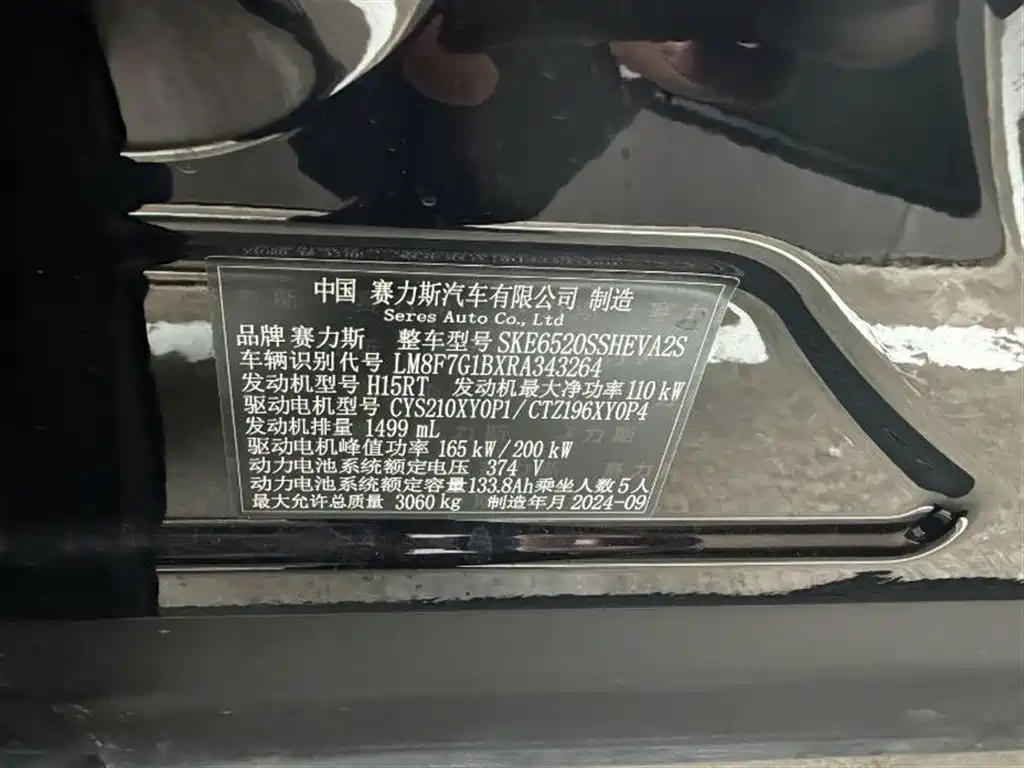 中国 赛力斯汽车有限公司 制造
Seres Auto Co., Ltd
品牌 赛力斯 整车型号 SKE6520SSHEVA2S
车辆识别代号 LM8F7G1BXRA343264
发动机型号 H15RT 发动机最大净功率 110 kW
驱动电机型号 CYS210XY0P1/CTZ196XY0P4
发动机排量 1499 mL
驱动电机峰值功率 165 kW/200 kW
动力电池系统额定电压 374 V
动力电池系统额定容量133.8Ah乘坐人数5人
最大允许总质量 3060 kg 制造年月 2024-09